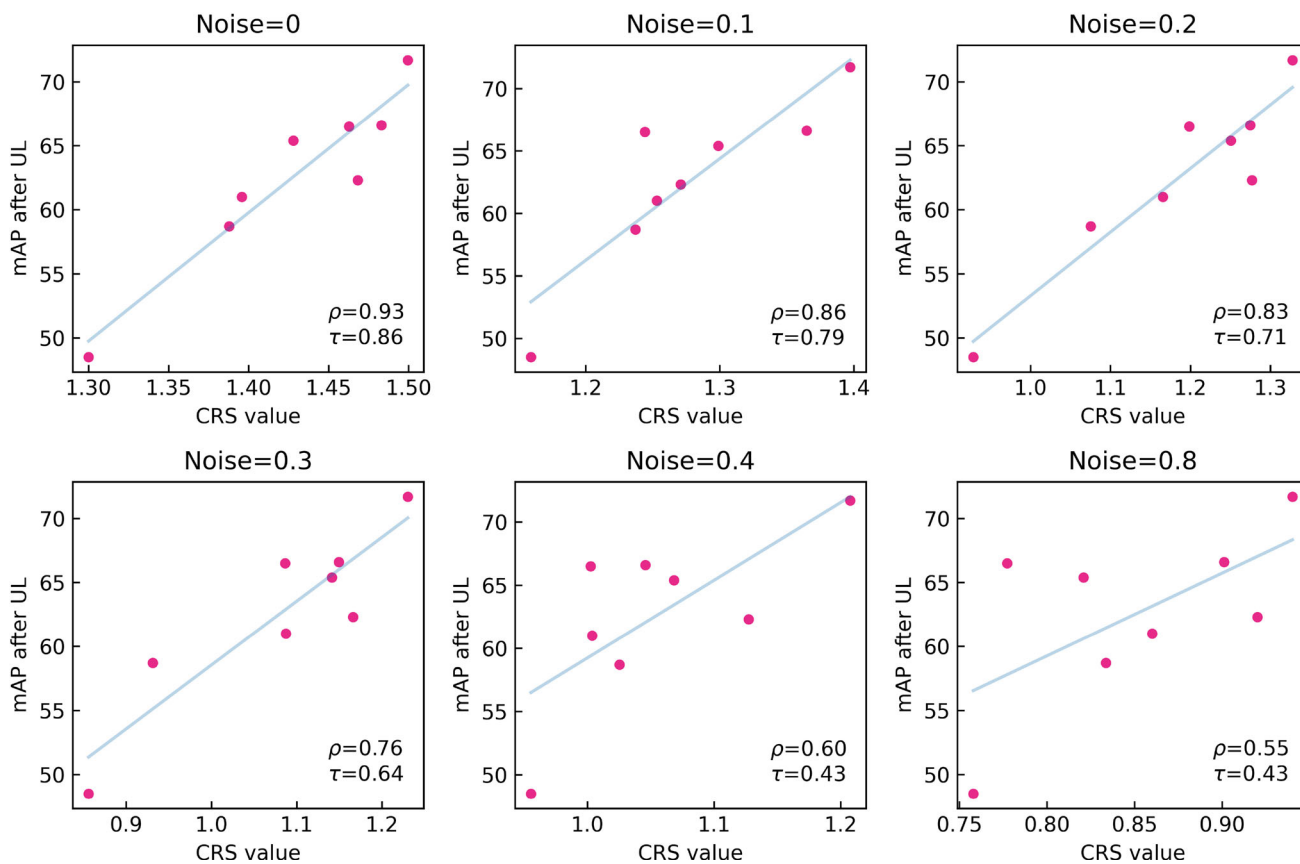 Noise=0
70
65
60
55
50
mAP after UL
ρ=0.93
τ=0.86
1.30 1.35 1.40 1.45 1.50
CRS value
Noise=0.1
70
65
60
55
50
mAP after UL
ρ=0.86
τ=0.79
1.2 1.3 1.4
CRS value
Noise=0.2
70
65
60
55
50
mAP after UL
ρ=0.83
τ=0.71
1.0 1.1 1.2 1.3
CRS value
Noise=0.3
70
65
60
55
50
mAP after UL
ρ=0.76
τ=0.64
0.9 1.0 1.1 1.2
CRS value
Noise=0.4
70
65
60
55
50
mAP after UL
ρ=0.60
τ=0.43
1.0 1.1 1.2
CRS value
Noise=0.8
70
65
60
55
50
mAP after UL
ρ=0.55
τ=0.43
0.75 0.80 0.85 0.90
CRS value